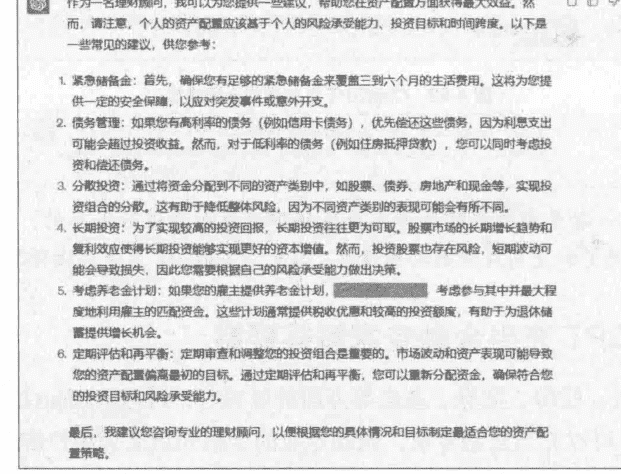 作为一名理财顾问，我可以为您提供一些建议，帮助您在资产配置方面获得最大效益。然
而，请注意，个人的资产配置应该基于个人的风险承受能力、投资目标和时间跨度。以下是
一些常见的建议，供您参考：
1. 紧急储备金：首先，确保您有足够的紧急储备金来覆盖三到六个月的生活费用。这将为您提
供一定的安全保障，以应对突发事件或意外开支。
2. 债务管理：如果您有高利率的债务（例如信用卡债务），优先偿还这些债务，因为利息支出
可能会超过投资收益。然而，对于低利率的债务（例如住房抵押贷款），您可以同时考虑投
资和偿还债务。
3. 分散投资：通过将资金分配到不同的资产类别中，如股票、债券、房地产和现金等，实现投
资组合的分散。这有助于降低整体风险，因为不同资产类别的表现可能会有所不同。
4. 长期投资：为了实现较高的投资回报，长期投资往往更为可取。股票市场的长期增长趋势和
复利效应使得长期投资能够实现更好的资本增值。然而，投资股票也存在风险，短期波动可
能会导致损失，因此您需要根据自己的风险承受能力做出决策。
5. 考虑养老金计划：如果您的雇主提供养老金计划， 考虑参与其中并最大程
度地利用雇主的匹配资金。这些计划通常提供税收优惠和较高的投资额度，有助于为退休储
蓄提供增长机会。
6. 定期评估和再平衡：定期审查和调整您的投资组合是重要的。市场波动和资产表现可能导致
您的资产配置偏离最初的目标。通过定期评估和再平衡，您可以重新分配资金，确保符合您
的投资目标和风险承受能力。
最后，我建议您咨询专业的理财顾问，以便根据您的具体情况和目标制定最适合您的资产配
置策略。